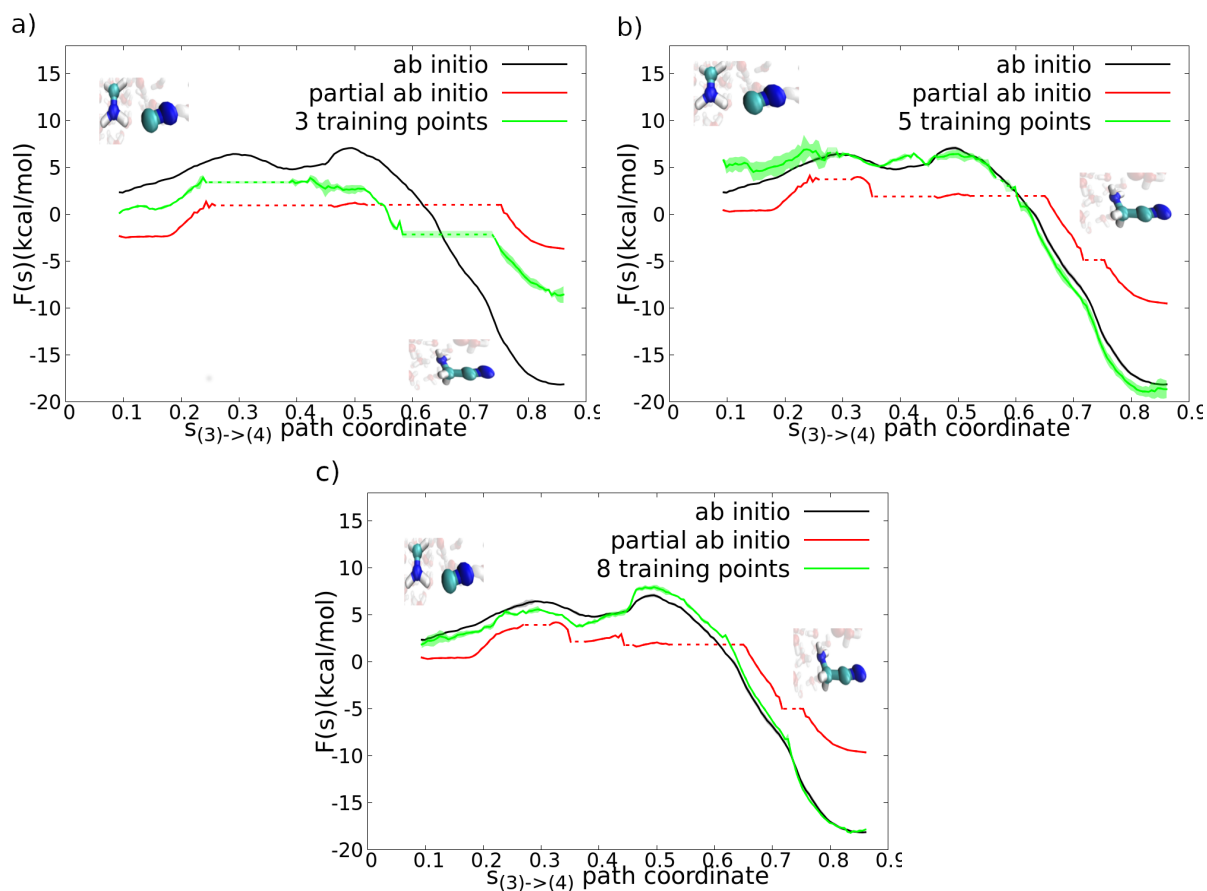 a)
ab initio
partial ab initio
3 training points
F(s)(kcal/mol)
15
10
5
0
-5
-10
-15
-20
0 0.1 0.2 0.3 0.4 0.5 0.6 0.7 0.8 0.9
s(3)->(4) path coordinate
b)
ab initio
partial ab initio
5 training points
F(s)(kcal/mol)
15
10
5
0
-5
-10
-15
-20
0 0.1 0.2 0.3 0.4 0.5 0.6 0.7 0.8 0.9
s(3)->(4) path coordinate
c)
ab initio
partial ab initio
8 training points
F(s)(kcal/mol)
15
10
5
0
-5
-10
-15
-20
0 0.1 0.2 0.3 0.4 0.5 0.6 0.7 0.8 0.9
s(3)->(4) path coordinate